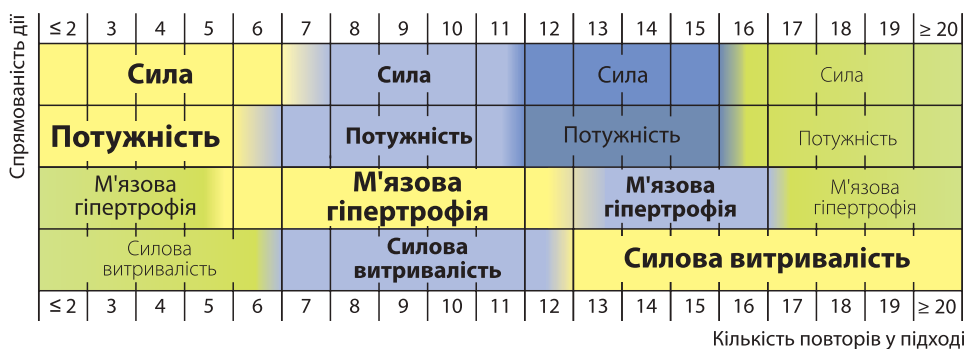 Спрямованість дії
≤ 2 3 4 5 6 7 8 9 10 11 12 13 14 15 16 17 18 19 ≥ 20
Сила Сила Сила Сила
Потужність Потужність Потужність Потужність
М'язова М'язова М'язова М'язова
гіпертрофія гіпертрофія гіпертрофія гіпертрофія
Силова Силова Силова витривалість
витривалість витривалість
≤ 2 3 4 5 6 7 8 9 10 11 12 13 14 15 16 17 18 19 ≥ 20
Кількість повторів у підході